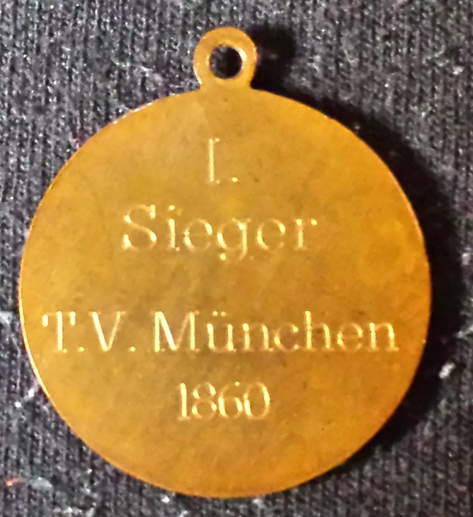 I.
Sieger
T.V. München
1860